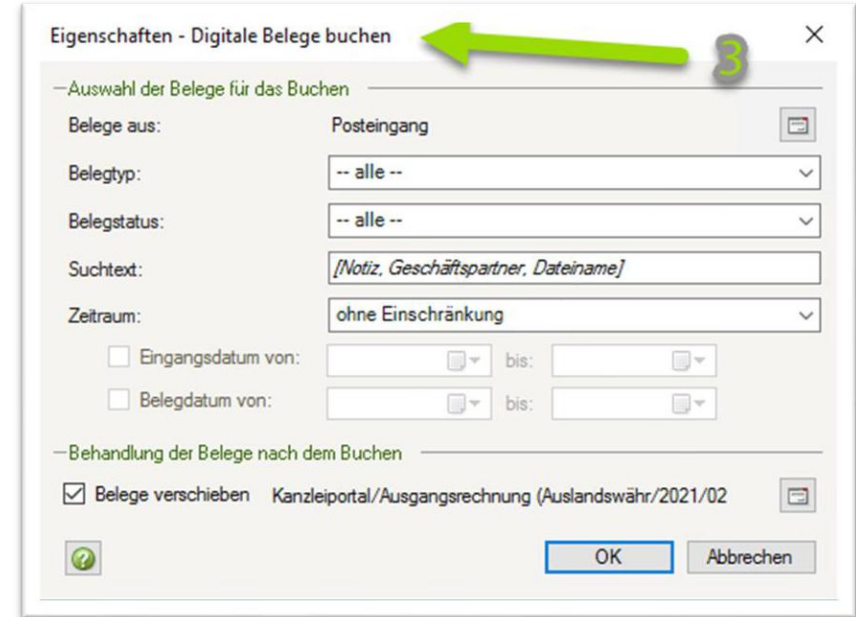 Eigenschaften - Digitale Belege buchen
3
Auswahl der Belege für das Buchen
Belege aus: Posteingang
Belegtyp: -- alle --
Belegstatus: -- alle --
Suchtext: [Notiz, Geschäftspartner, Dateiname]
Zeitraum: ohne Einschränkung
Eingangsdatum von: bis:
Belegdatum von: bis:
Behandlung der Belege nach dem Buchen
Belege verschieben Kanzleiportal/Ausgangsrechnung (Auslandswähr/2021/02
OK Abbrechen